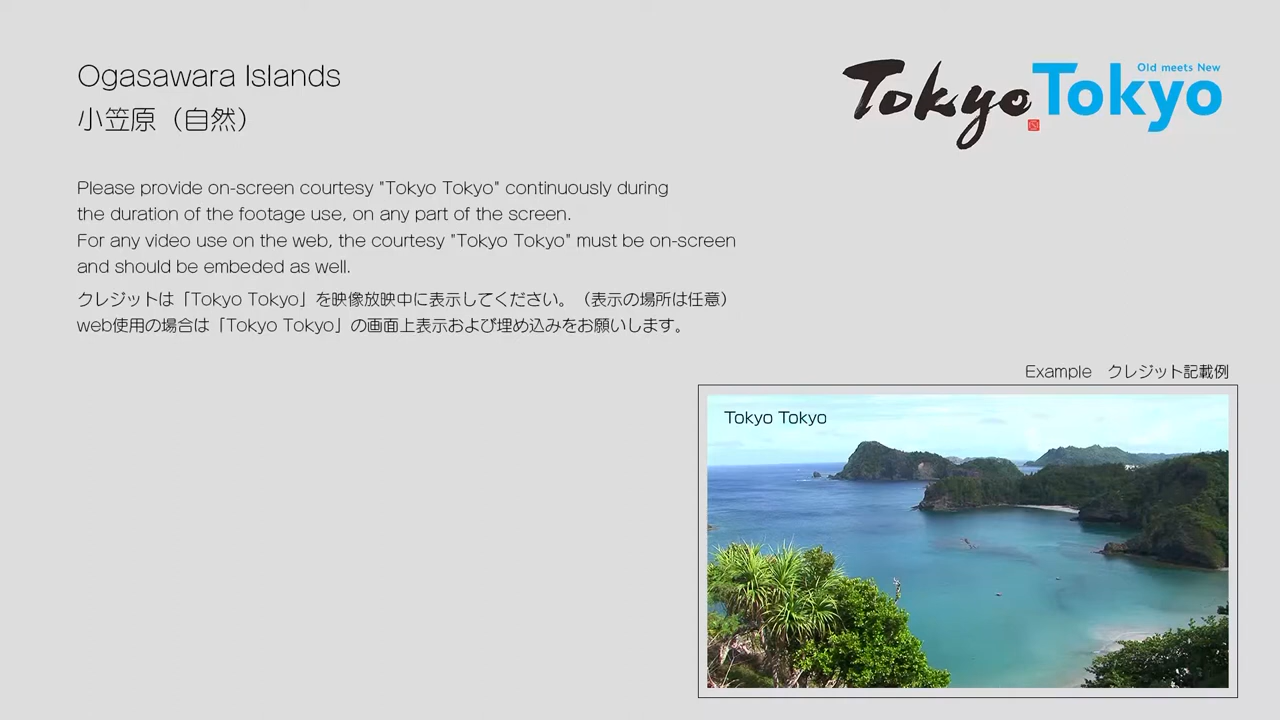 Ogasawara Islands
小笠原（自然）
Tokyo Tokyo
Old meets New
Please provide on-screen courtesy "Tokyo Tokyo" continuously during
the duration of the footage use, on any part of the screen.
For any video use on the web, the courtesy "Tokyo Tokyo" must be on-screen
and should be embeded as well.
クレジットは「Tokyo Tokyo」を映像放映中に表示してください。（表示の場所は任意）
web使用の場合は「Tokyo Tokyo」の画面上表示および埋め込みをお願いします。
Example　クレジット記載例
Tokyo Tokyo